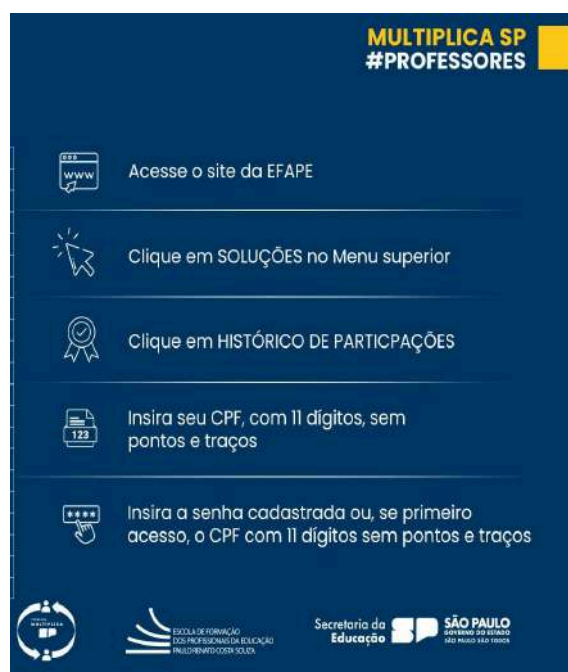 MULTIPLICA SP
#PROFESSORES
www
Acesse o site da EFAPE
Clique em SOLUÇÕES no Menu superior
Clique em HISTÓRICO DE PARTICPAÇÕES
123
Insira seu CPF, com 11 dígitos, sem
pontos e traços
****
Insira a senha cadastrada ou, se primeiro
acesso, o CPF com 11 dígitos sem pontos e traços
MULTIPLICA
SP
ESCOLA DE FORMAÇÃO
DOS PROFISSIONAIS DA EDUCAÇÃO
PAULO RENATO COSTA SOUZA
Secretaria da
Educação
SP
SÃO PAULO
GOVERNO DO ESTADO
SÃO PAULO SÃO TODOS